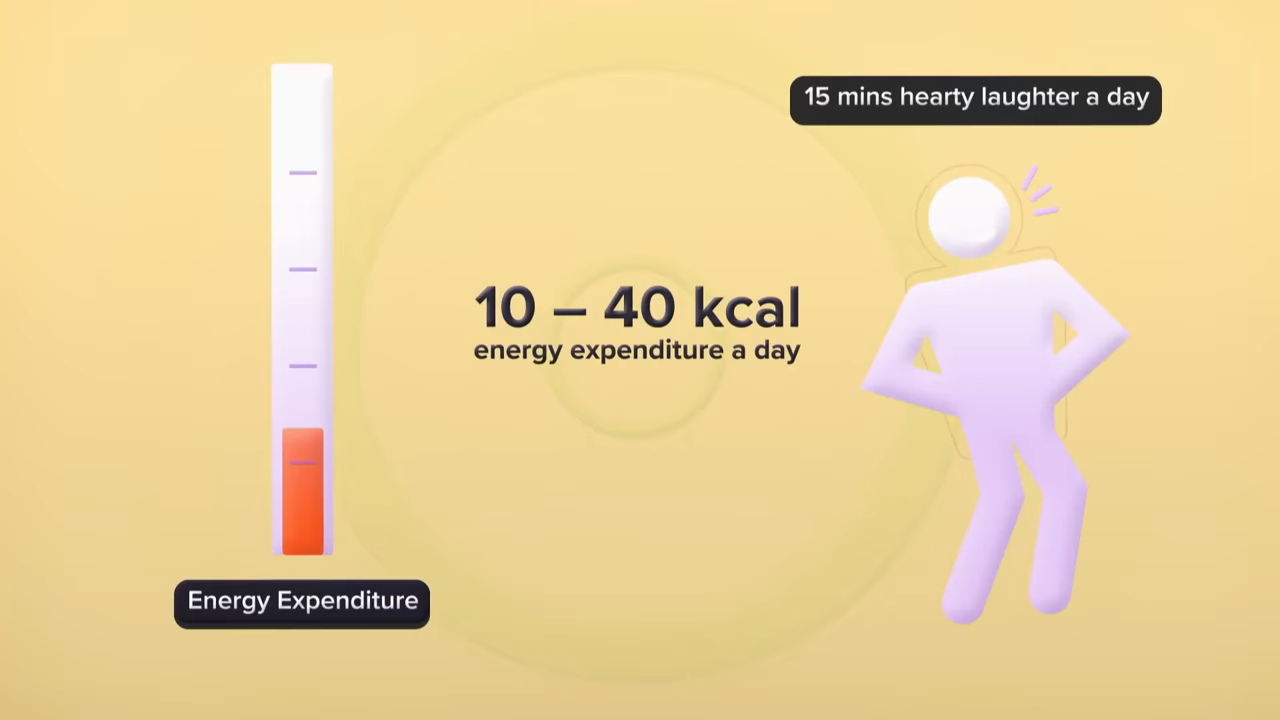 15 mins hearty laughter a day
10 – 40 kcal
energy expenditure a day
Energy Expenditure